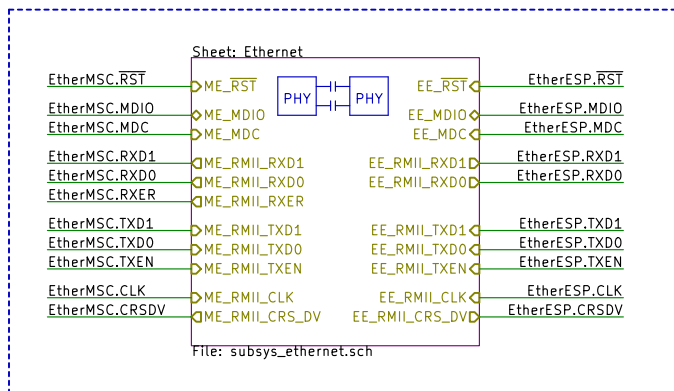 Sheet: Ethernet
EtherMSC.RST ME_RST PHY PHY EE_RST EtherESP.RST
EtherMSC.MDIO ME_MDIO EE_MDIO EtherESP.MDIO
EtherMSC.MDC ME_MDC EE_MDC EtherESP.MDC
EtherMSC.RXD1 ME_RMII_RXD1 EE_RMII_RXD1 EtherESP.RXD1
EtherMSC.RXD0 ME_RMII_RXD0 EE_RMII_RXD0 EtherESP.RXD0
EtherMSC.RXER ME_RMII_RXER
EtherMSC.TXD1 ME_RMII_TXD1 EE_RMII_TXD1 EtherESP.TXD1
EtherMSC.TXD0 ME_RMII_TXD0 EE_RMII_TXD0 EtherESP.TXD0
EtherMSC.TXEN ME_RMII_TXEN EE_RMII_TXEN EtherESP.TXEN
EtherMSC.CLK ME_RMII_CLK EE_RMII_CLK EtherESP.CLK
EtherMSC.CRSDV ME_RMII_CRS_DV EE_RMII_CRS_DV EtherESP.CRSDV
File: subsys_ethernet.sch